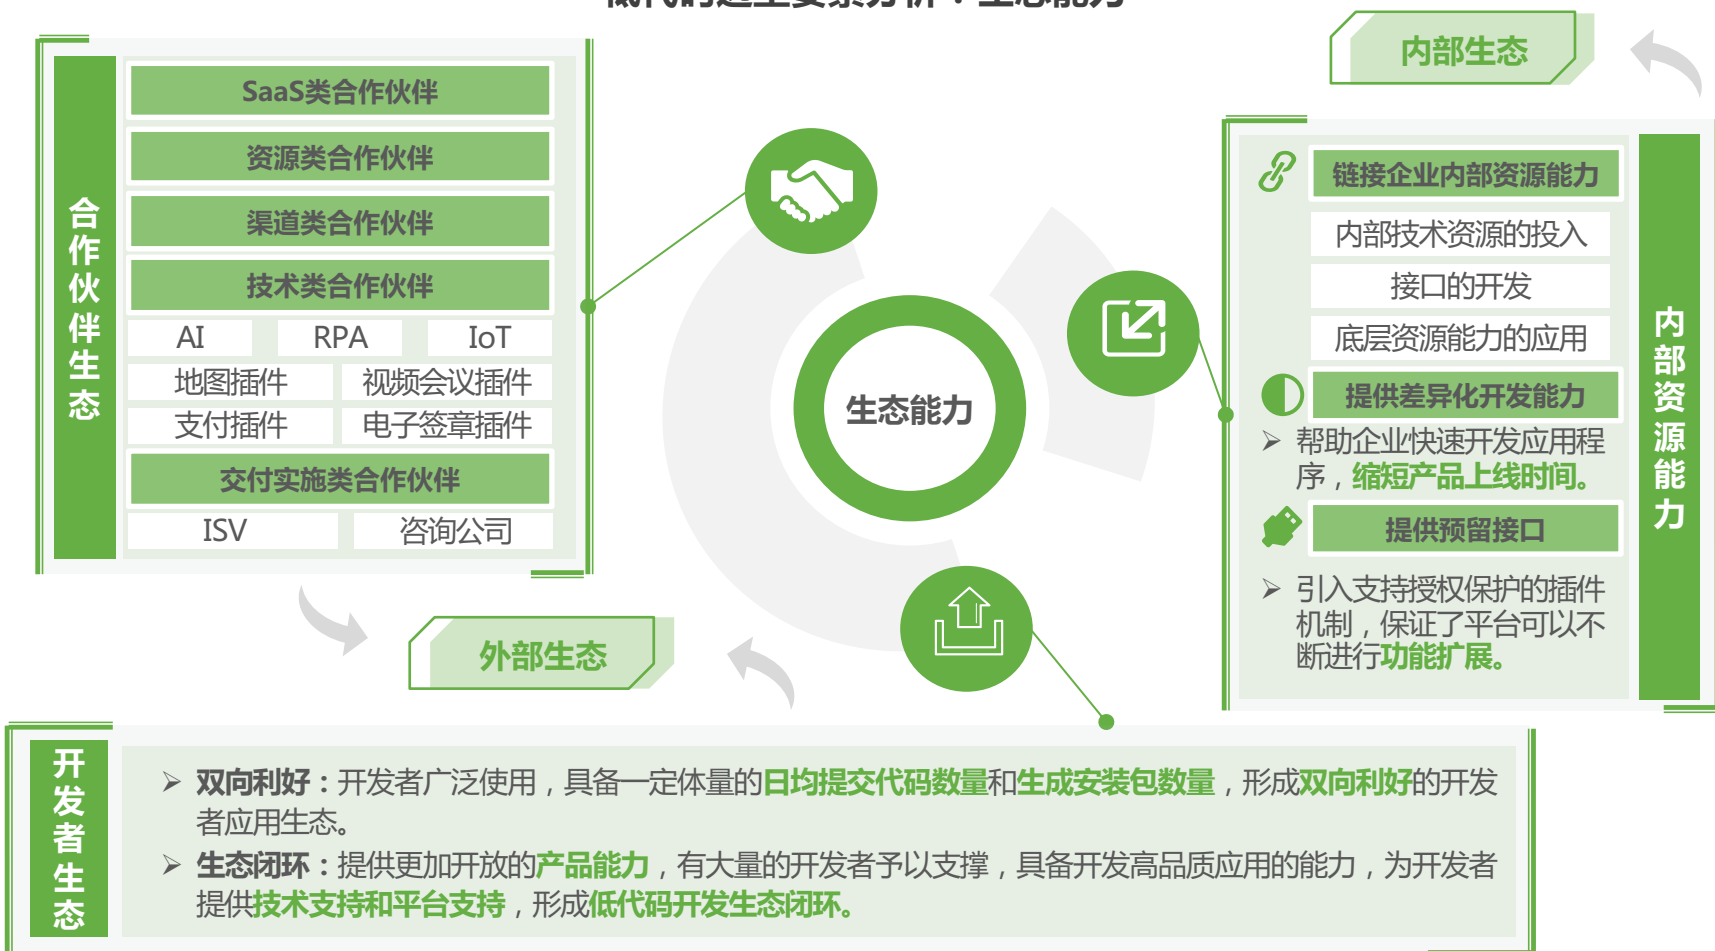 低代码选型要素分析：生态能力
内部生态
合作伙伴生态
SaaS类合作伙伴
资源类合作伙伴
渠道类合作伙伴
技术类合作伙伴
AI RPA IoT
地图插件 视频会议插件
支付插件 电子签章插件
交付实施类合作伙伴
ISV 咨询公司
外部生态
生态能力
链接企业内部资源能力
内部技术资源的投入
接口的开发
底层资源能力的应用
提供差异化开发能力
➢ 帮助企业快速开发应用程
序，缩短产品上线时间。
提供预留接口
➢ 引入支持授权保护的插件
机制，保证了平台可以不
断进行功能扩展。
内部资源能力
开发者生态
➢ 双向利好：开发者广泛使用，具备一定体量的日均提交代码数量和生成安装包数量，形成双向利好的开发
者应用生态。
➢ 生态闭环：提供更加开放的产品能力，有大量的开发者予以支撑，具备开发高品质应用的能力，为开发者
提供技术支持和平台支持，形成低代码开发生态闭环。